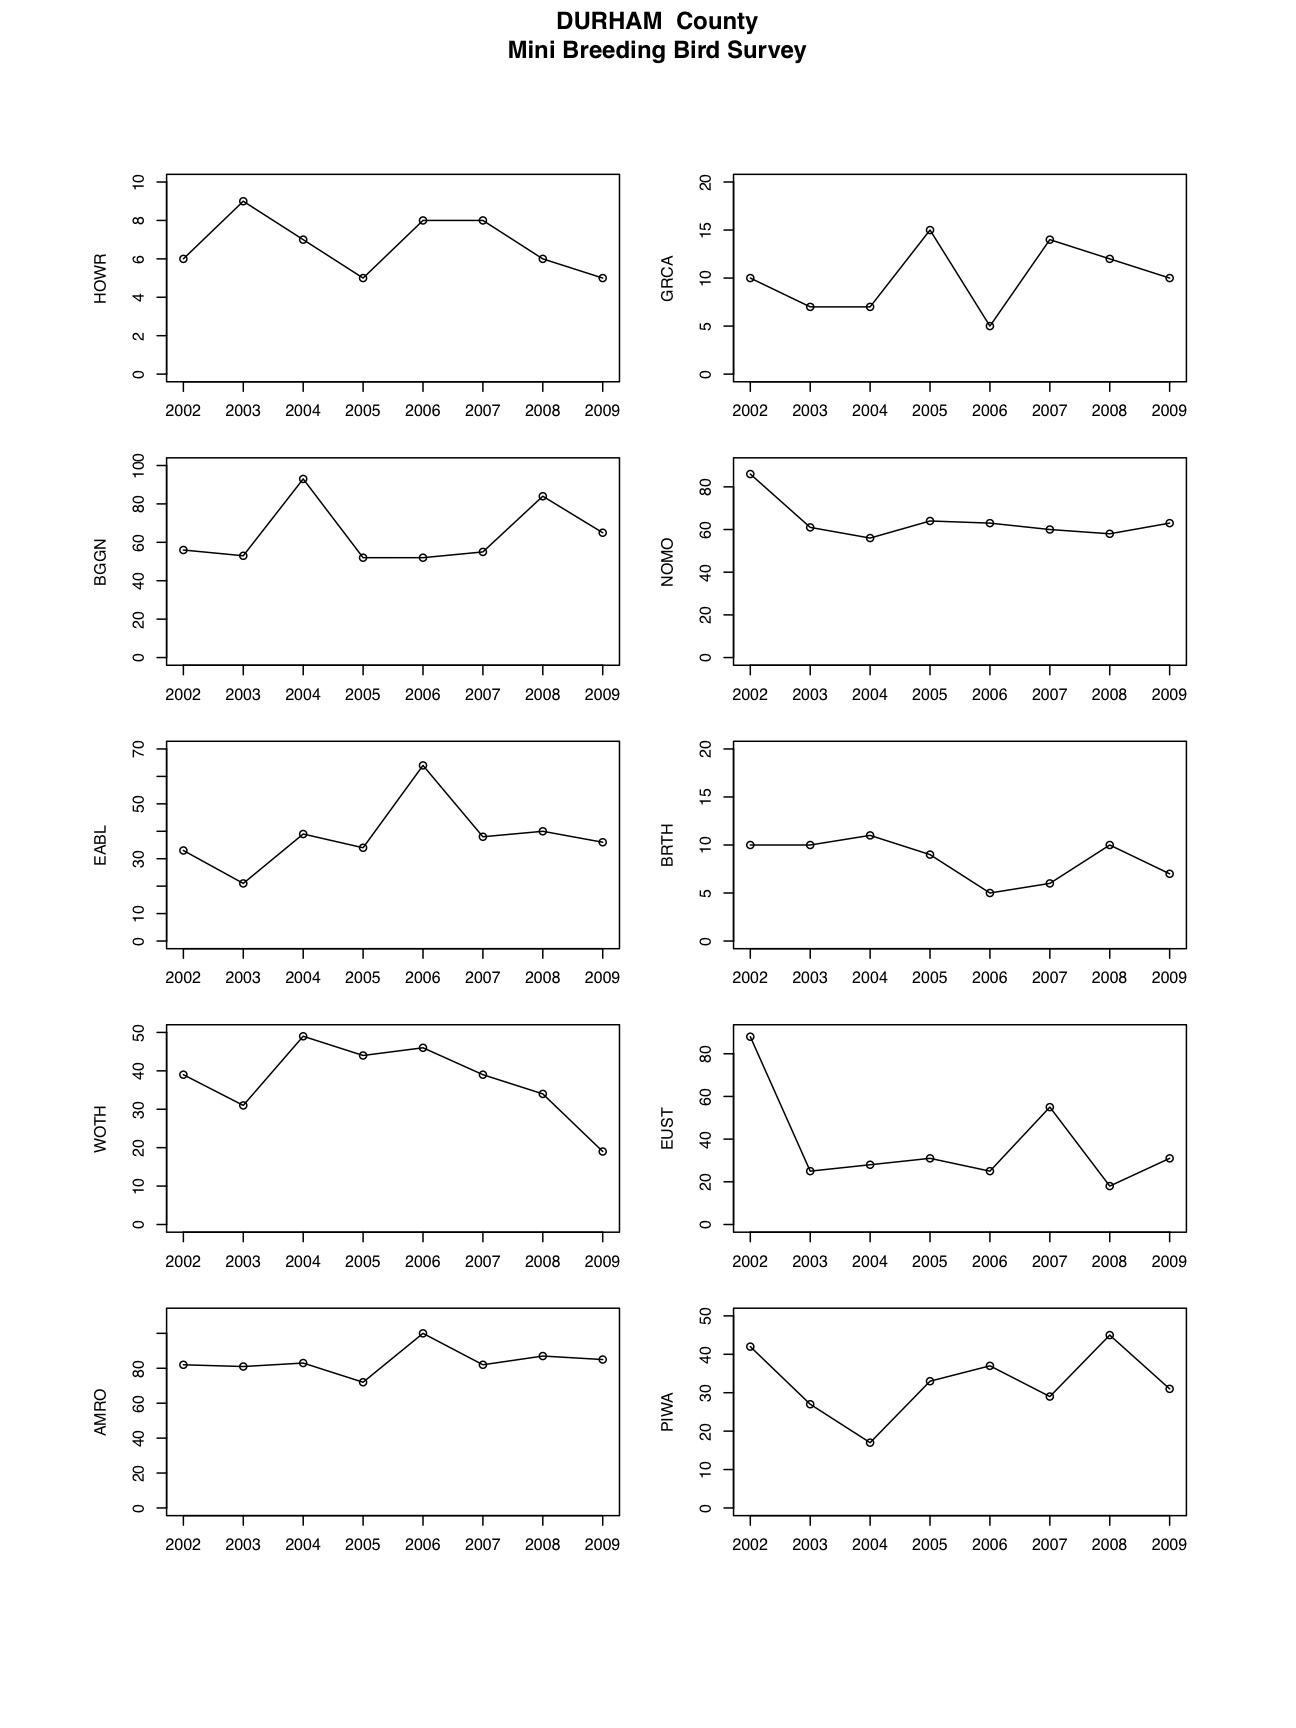 DURHAM  County
Mini Breeding Bird Survey
HOWR
0 2 4 6 8 10
2002 2003 2004 2005 2006 2007 2008 2009
GRCA
0 5 10 15 20
2002 2003 2004 2005 2006 2007 2008 2009
BGGN
0 20 40 60 80 100
2002 2003 2004 2005 2006 2007 2008 2009
NOMO
0 20 40 60 80
2002 2003 2004 2005 2006 2007 2008 2009
EABL
0 10 30 50 70
2002 2003 2004 2005 2006 2007 2008 2009
BRTH
0 5 10 15 20
2002 2003 2004 2005 2006 2007 2008 2009
WOTH
0 10 20 30 40 50
2002 2003 2004 2005 2006 2007 2008 2009
EUST
0 20 40 60 80
2002 2003 2004 2005 2006 2007 2008 2009
AMRO
0 20 40 60 80
2002 2003 2004 2005 2006 2007 2008 2009
PIWA
0 10 20 30 40 50
2002 2003 2004 2005 2006 2007 2008 2009